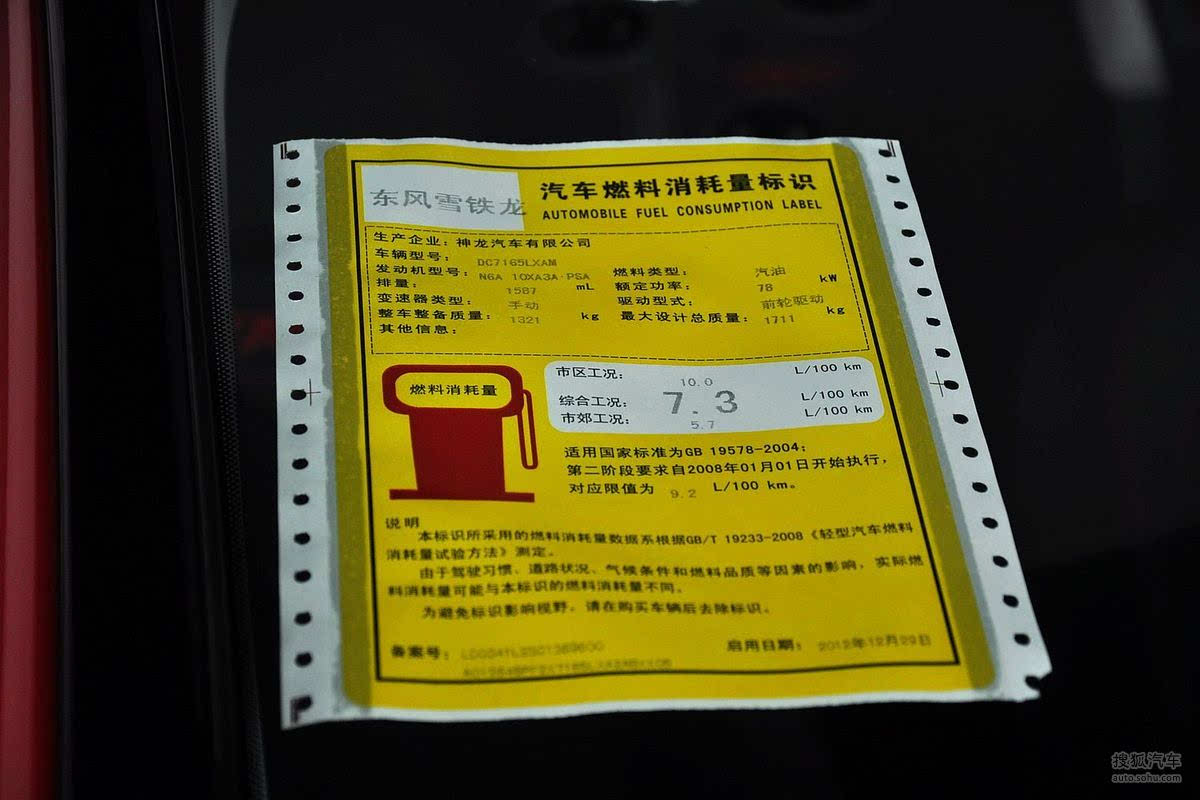 东风雪铁龙
汽车燃料消耗量标识
AUTOMOBILE FUEL CONSUMPTION LABEL
生产企业：神龙汽车有限公司
车辆型号： DC7165LXAM
发动机型号：N6A 10XA3A·PSA 燃料类型： 汽油
排量： 1587 mL 额定功率： 78 kW
变速器类型： 手动 驱动型式： 前轮驱动
整车整备质量： 1321 kg 最大设计总质量： 1711 kg
其他信息：
燃料消耗量
市区工况： 10.0 L/100 km
综合工况： 7.3 L/100 km
市郊工况： 5.7 L/100 km
适用国家标准为GB 19578-2004；
第二阶段要求自2008年01月01日开始执行，
对应限值为 9.2 L/100 km。
说明
本标识所采用的燃料消耗量数据系根据GB/T 19233-2008《轻型汽车燃料
消耗量试验方法》测定。
由于驾驶习惯、道路状况、气候条件和燃料品质等因素的影响，实际燃
料消耗量可能与本标识的燃料消耗量不同。
为避免标识影响视野，请在购买车辆后去除标识。
备案号： 启用日期： 2012年12月29日
搜狐汽车
auto.sohu.com